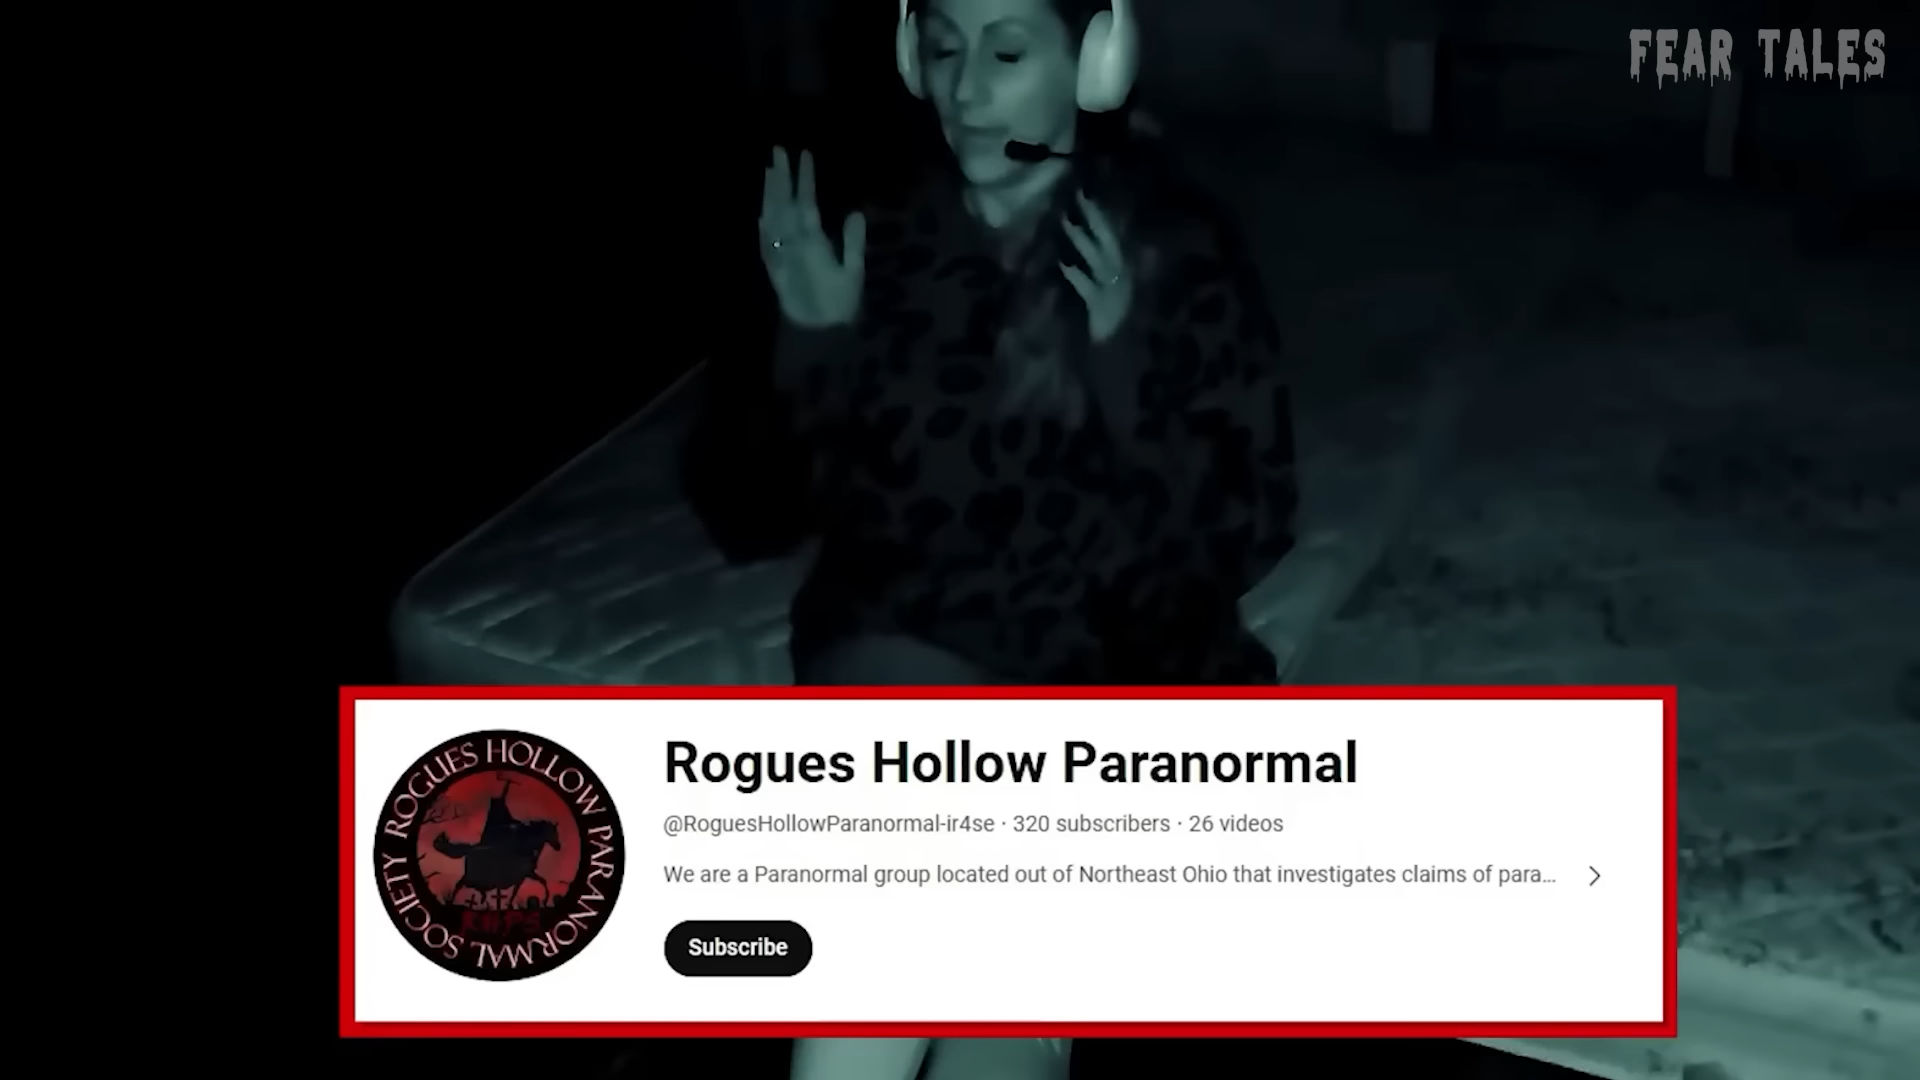 FEAR TALES
Rogues Hollow Paranormal
@RoguesHollowParanormal-ir4se · 320 subscribers · 26 videos
We are a Paranormal group located out of Northeast Ohio that investigates claims of para...
Subscribe
ROGUES HOLLOW PARANORMAL SOCIETY
RHPS